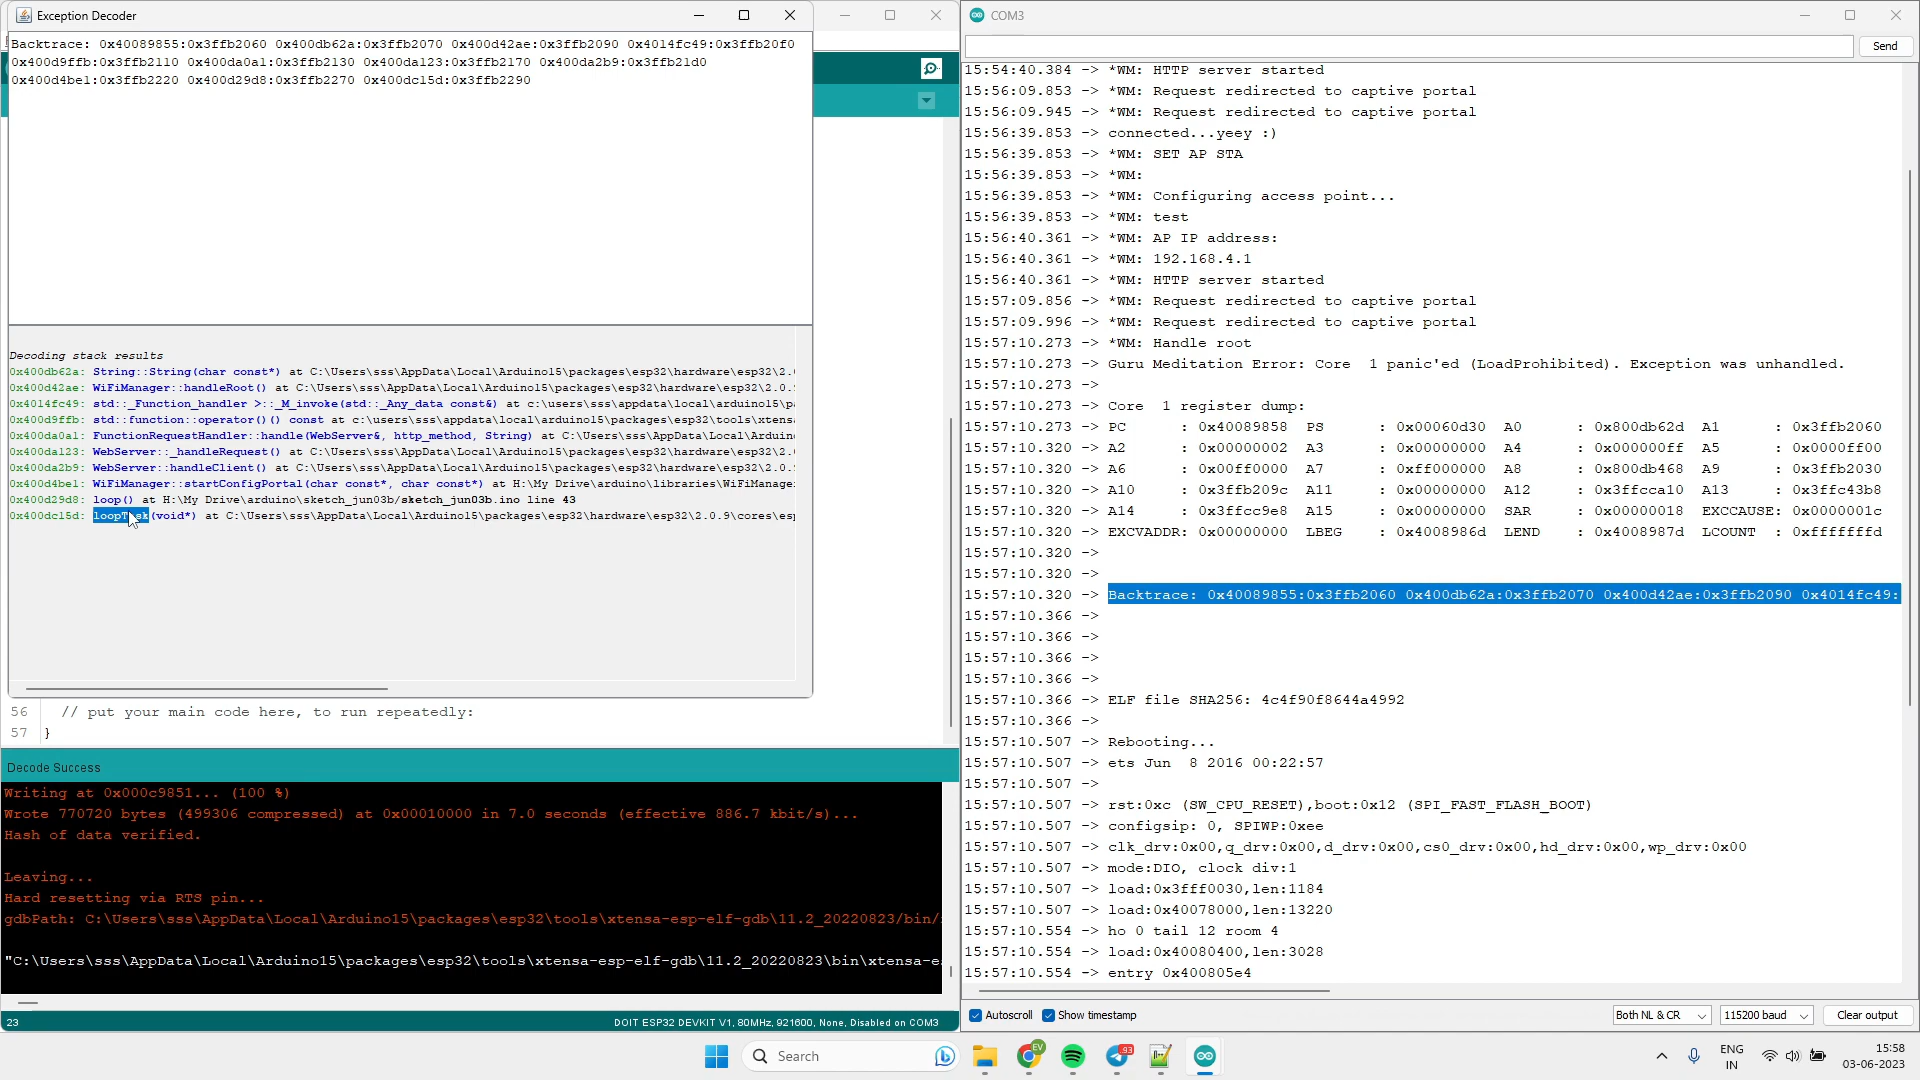 Exception Decoder
Backtrace: 0x40089855:0x3ffb2060 0x400db62a:0x3ffb2070 0x400d42ae:0x3ffb2090 0x4014fc49:0x3ffb20f0
0x400d9ffb:0x3ffb2110 0x400da0a1:0x3ffb2130 0x400da123:0x3ffb2170 0x400da2b9:0x3ffb21d0
0x400d4be1:0x3ffb2220 0x400d29d8:0x3ffb2270 0x400dc15d:0x3ffb2290
Decoding stack results
0x400db62a: String::String(char const*) at C:\Users\sss\AppData\Local\Arduino15\packages\esp32\hardware\esp32\2.0.
0x400d42ae: WiFiManager::handleRoot() at C:\Users\sss\AppData\Local\Arduino15\packages\esp32\hardware\esp32\2.0.
0x4014fc49: std::_Function_handler >::_M_invoke(std::_Any_data const&) at c:\users\sss\appdata\local\arduino15\p
0x400d9ffb: std::function::operator()() const at c:\users\sss\appdata\local\arduino15\packages\esp32\tools\xtens
0x400da0a1: FunctionRequestHandler::handle(WebServer&, http_method, String) at C:\Users\sss\AppData\Local\Arduin
0x400da123: WebServer::_handleRequest() at C:\Users\sss\AppData\Local\Arduino15\packages\esp32\hardware\esp32\2.0.
0x400da2b9: WebServer::handleClient() at C:\Users\sss\AppData\Local\Arduino15\packages\esp32\hardware\esp32\2.0.
0x400d4be1: WiFiManager::startConfigPortal(char const*, char const*) at H:\My Drive\arduino\libraries\WiFiManage
0x400d29d8: loop() at H:\My Drive\arduino\sketch_jun03b/sketch_jun03b.ino line 43
0x400dc15d: loopTask(void*) at C:\Users\sss\AppData\Local\Arduino15\packages\esp32\hardware\esp32\2.0.9\cores\esp
56 // put your main code here, to run repeatedly:
57 }
Decode Success
Writing at 0x000c9851... (100 %)
Wrote 770720 bytes (499306 compressed) at 0x00010000 in 7.0 seconds (effective 886.7 kbit/s)...
Hash of data verified.
Leaving...
Hard resetting via RTS pin...
gdbPath: C:\Users\sss\AppData\Local\Arduino15\packages\esp32\tools\xtensa-esp-elf-gdb\11.2_20220823/bin/
"C:\Users\sss\AppData\Local\Arduino15\packages\esp32\tools\xtensa-esp-elf-gdb\11.2_20220823\bin\xtensa-e
23
DOIT ESP32 DEVKIT V1, 80MHz, 921600, None, Disabled on COM3
COM3
Send
15:54:40.384 -> *WM: HTTP server started
15:56:09.853 -> *WM: Request redirected to captive portal
15:56:09.945 -> *WM: Request redirected to captive portal
15:56:39.853 -> connected...yeey :)
15:56:39.853 -> *WM: SET AP STA
15:56:39.853 -> *WM:
15:56:39.853 -> *WM: Configuring access point...
15:56:39.853 -> *WM: test
15:56:40.361 -> *WM: AP IP address:
15:56:40.361 -> *WM: 192.168.4.1
15:56:40.361 -> *WM: HTTP server started
15:57:09.856 -> *WM: Request redirected to captive portal
15:57:09.996 -> *WM: Request redirected to captive portal
15:57:10.273 -> *WM: Handle root
15:57:10.273 -> Guru Meditation Error: Core  1 panic'ed (LoadProhibited). Exception was unhandled.
15:57:10.273 ->
15:57:10.273 -> Core  1 register dump:
15:57:10.273 -> PC : 0x40089858 PS : 0x00060d30 A0 : 0x800db62d A1 : 0x3ffb2060
15:57:10.320 -> A2 : 0x00000002 A3 : 0x00000000 A4 : 0x000000ff A5 : 0x0000ff00
15:57:10.320 -> A6 : 0x00ff0000 A7 : 0xff000000 A8 : 0x800db468 A9 : 0x3ffb2030
15:57:10.320 -> A10 : 0x3ffb209c A11 : 0x00000000 A12 : 0x3ffcca10 A13 : 0x3ffc43b8
15:57:10.320 -> A14 : 0x3ffcc9e8 A15 : 0x00000000 SAR : 0x00000018 EXCCAUSE: 0x0000001c
15:57:10.320 -> EXCVADDR: 0x00000000 LBEG : 0x4008986d LEND : 0x4008987d LCOUNT : 0xfffffffd
15:57:10.320 ->
15:57:10.320 ->
15:57:10.320 -> Backtrace: 0x40089855:0x3ffb2060 0x400db62a:0x3ffb2070 0x400d42ae:0x3ffb2090 0x4014fc49:
15:57:10.366 ->
15:57:10.366 ->
15:57:10.366 ->
15:57:10.366 ->
15:57:10.366 -> ELF file SHA256: 4c4f90f8644a4992
15:57:10.366 ->
15:57:10.507 -> Rebooting...
15:57:10.507 -> ets Jun  8 2016 00:22:57
15:57:10.507 ->
15:57:10.507 -> rst:0xc (SW_CPU_RESET),boot:0x12 (SPI_FAST_FLASH_BOOT)
15:57:10.507 -> configsip: 0, SPIWP:0xee
15:57:10.507 -> clk_drv:0x00,q_drv:0x00,d_drv:0x00,cs0_drv:0x00,hd_drv:0x00,wp_drv:0x00
15:57:10.507 -> mode:DIO, clock div:1
15:57:10.507 -> load:0x3fff0030,len:1184
15:57:10.507 -> load:0x40078000,len:13220
15:57:10.554 -> ho 0 tail 12 room 4
15:57:10.554 -> load:0x40080400,len:3028
15:57:10.554 -> entry 0x400805e4
Autoscroll
Show timestamp
Both NL & CR
115200 baud
Clear output
Search
EV
93
ENG
IN
15:58
03-06-2023